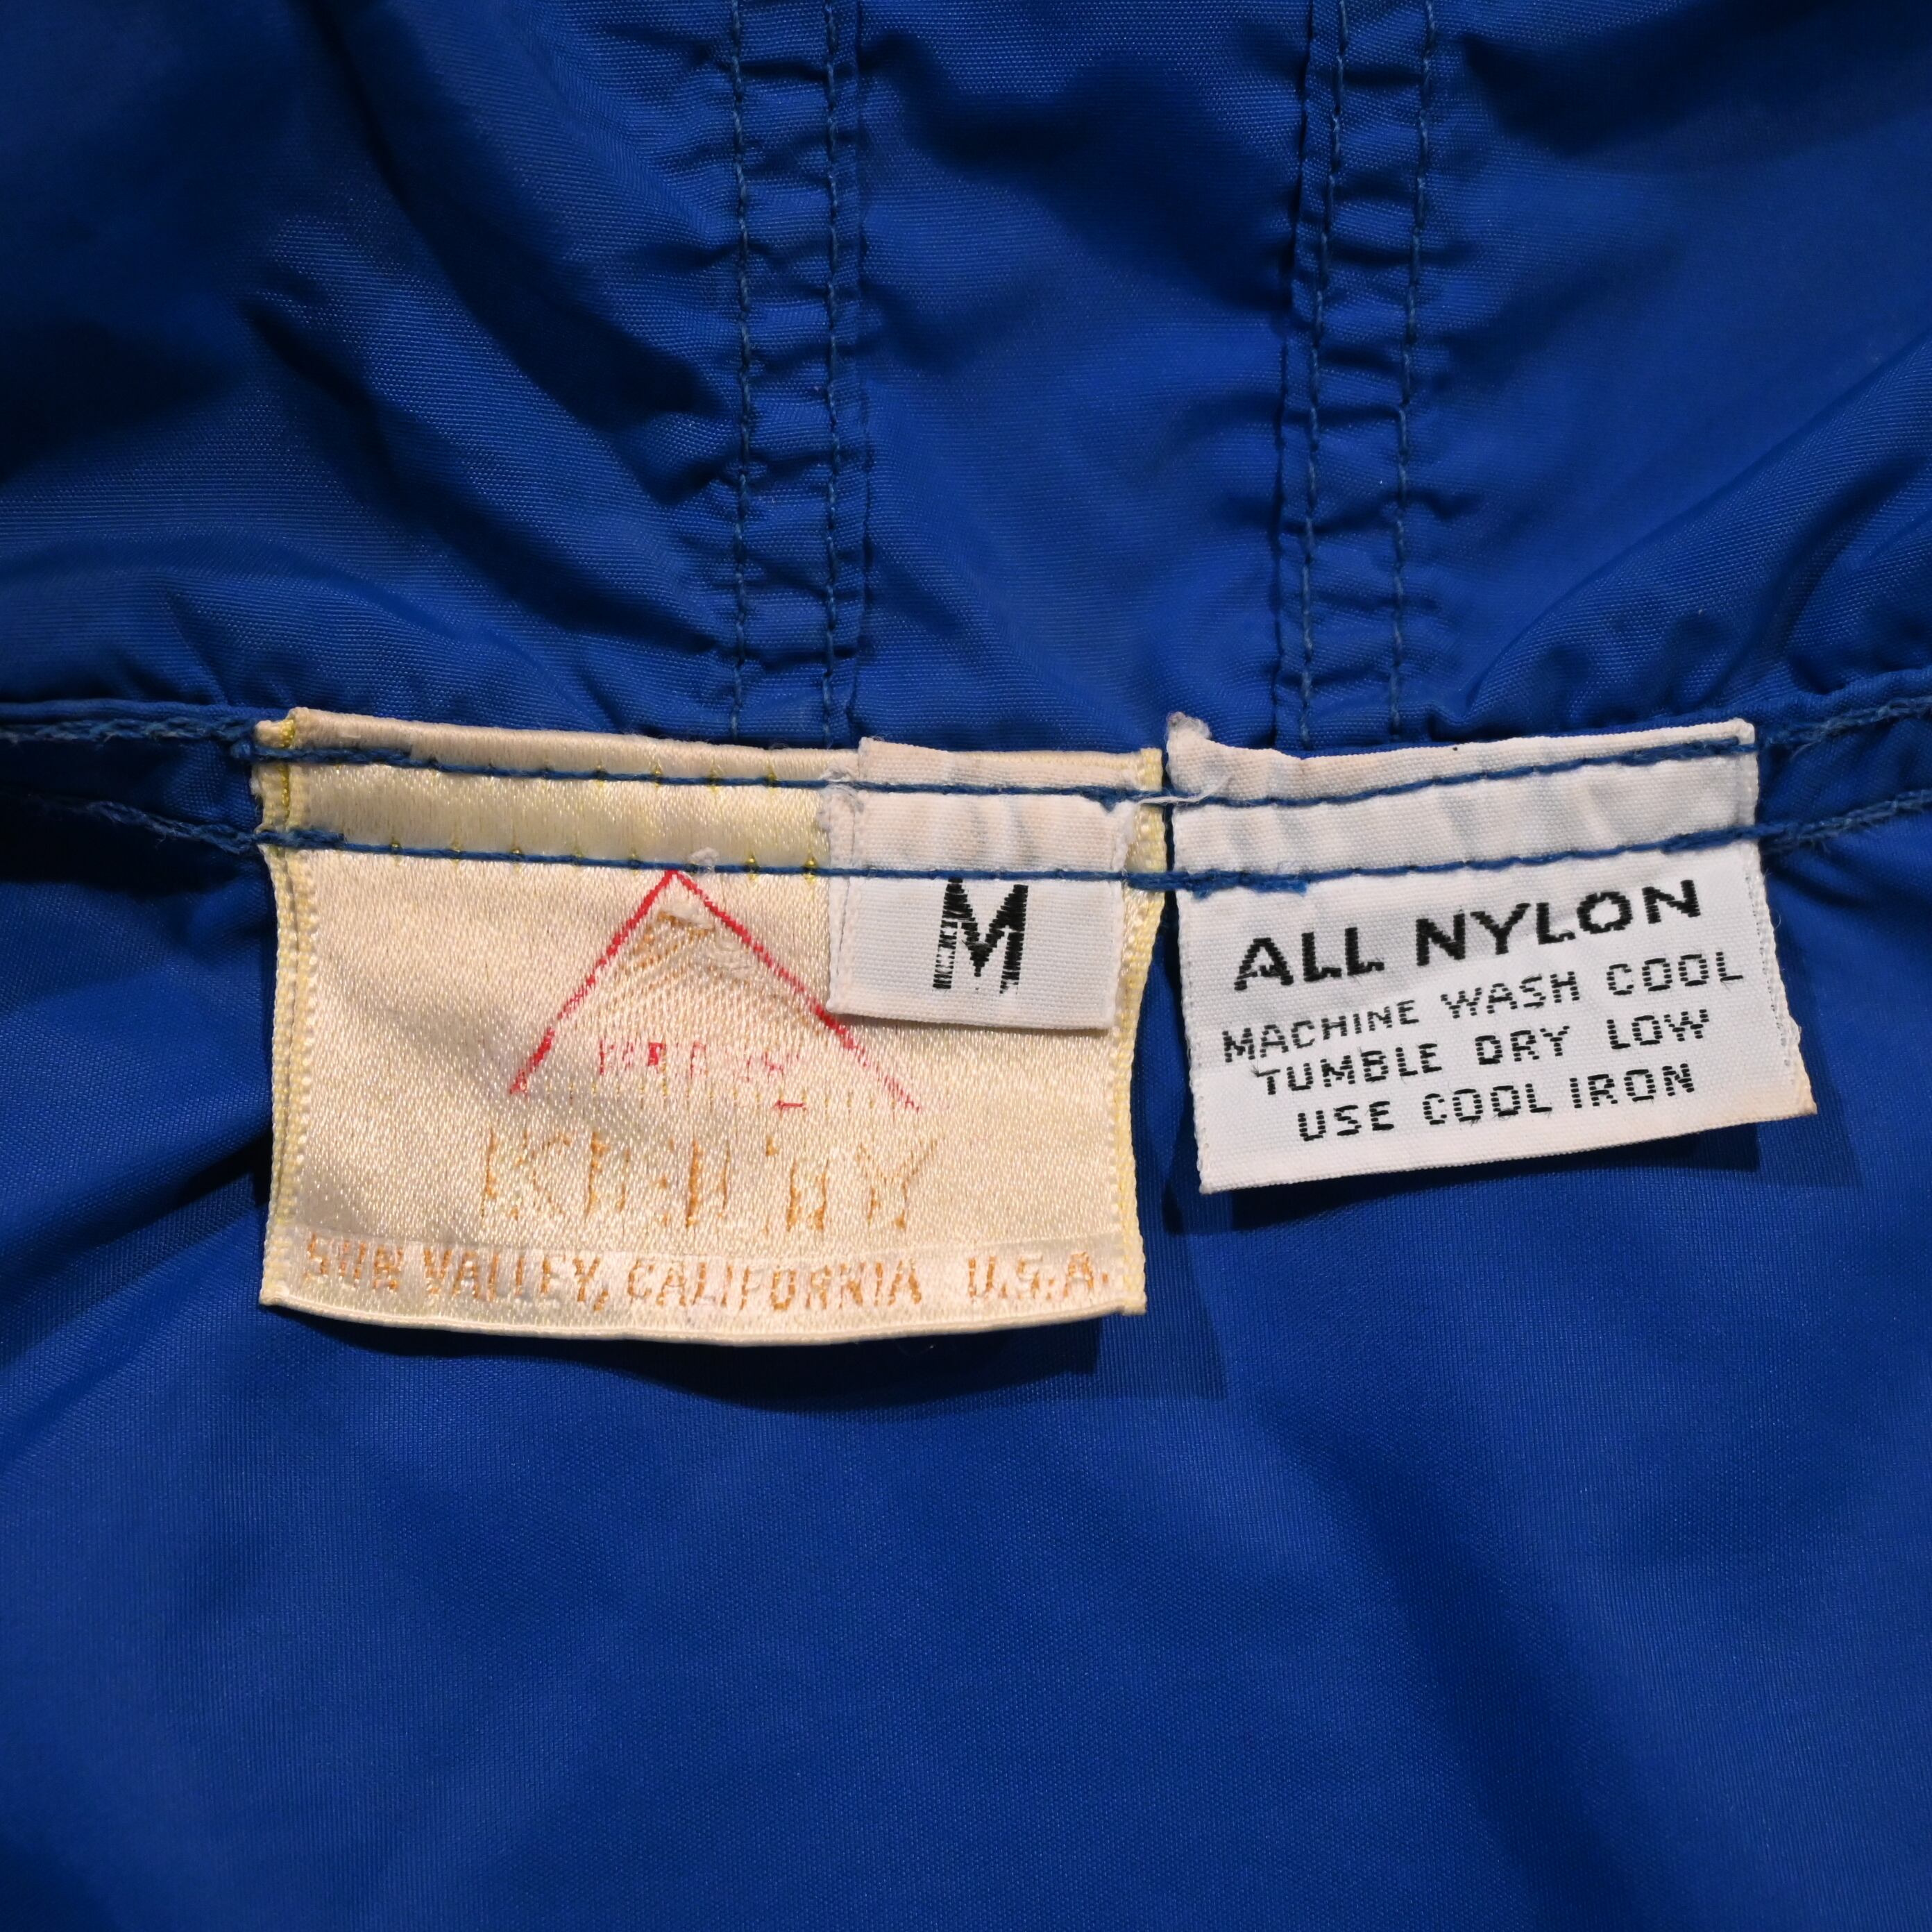 M
KELTY
SUN VALLEY, CALIFORNIA U.S.A.
ALL NYLON
MACHINE WASH COOL
TUMBLE DRY LOW
USE COOL IRON